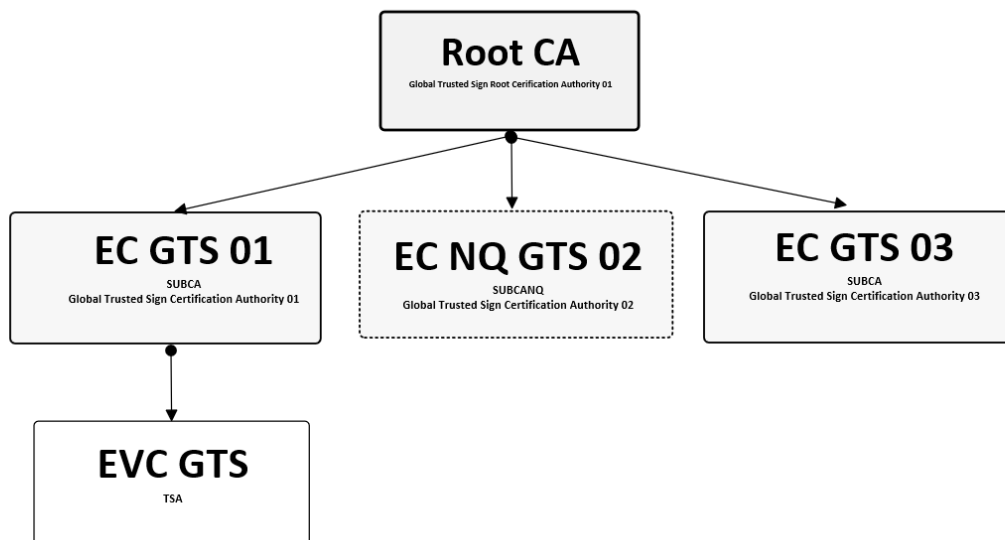 Root CA
Global Trusted Sign Root Cerification Authority 01
EC GTS 01
SUBCA
Global Trusted Sign Certification Authority 01
EC NQ GTS 02
SUBCANQ
Global Trusted Sign Certification Authority 02
EC GTS 03
SUBCA
Global Trusted Sign Certification Authority 03
EVC GTS
TSA